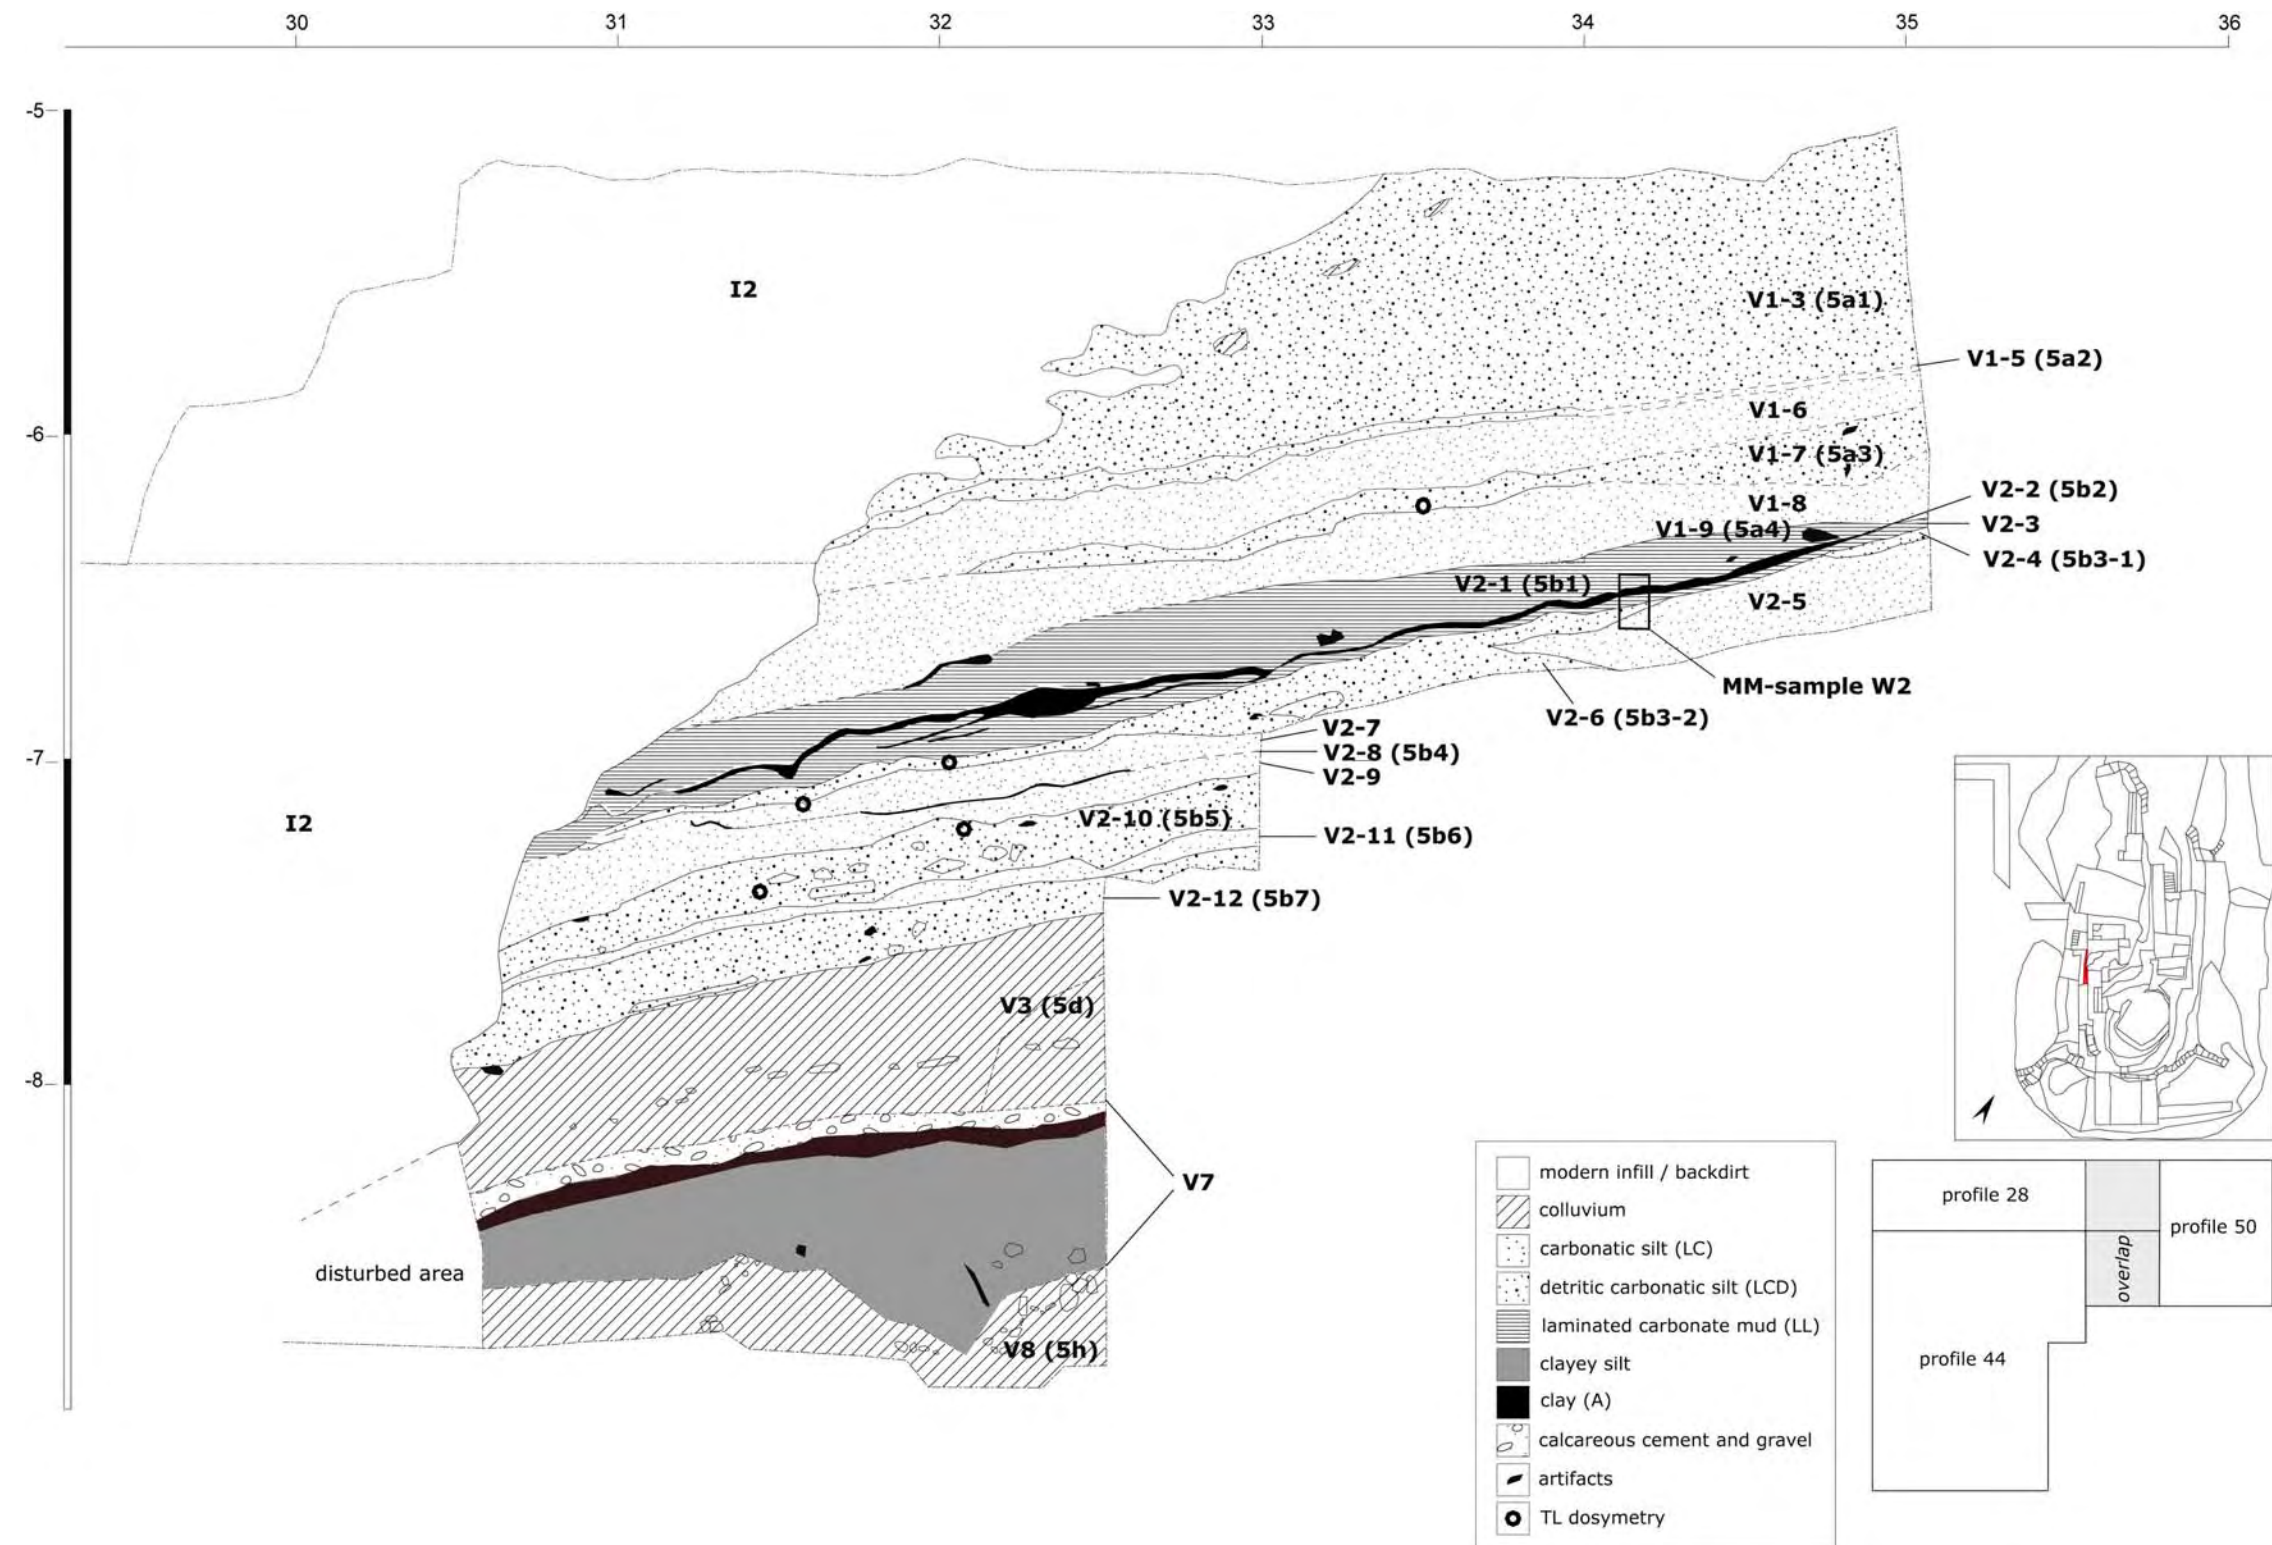 30 31 32 33 34 35 36
-5
I2
V1-3 (5a1)
V1-5 (5a2)
V1-6
-6
V1-7 (5a3)
V2-2 (5b2)
V1-8
V2-3
V1-9 (5a4)
V2-4 (5b3-1)
V2-1 (5b1)
V2-5
MM-sample W2
V2-6 (5b3-2)
V2-7
V2-8 (5b4)
-7
V2-9
I2
V2-10 (5b5)
V2-11 (5b6)
V2-12 (5b7)
V3 (5d)
-8
V7
disturbed area
V8 (5h)
modern infill / backdirt
colluvium
carbonatic silt (LC)
detritic carbonatic silt (LCD)
laminated carbonate mud (LL)
clayey silt
clay (A)
calcareous cement and gravel
artifacts
TL dosymetry
profile 28
profile 50
overlap
profile 44